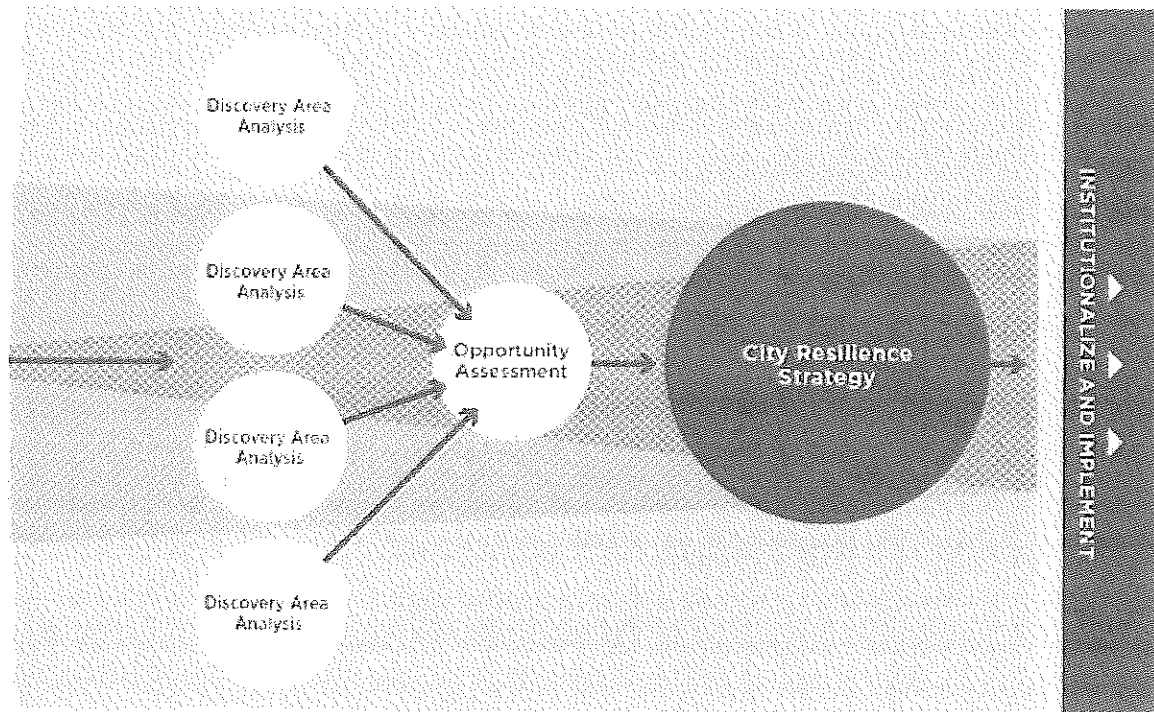 Discovery Area
Analysis
Discovery Area
Analysis
Discovery Area
Analysis
Discovery Area
Analysis
Opportunity
Assessment
City Resilience
Strategy
INSTITUTIONALIZE AND IMPLEMENT